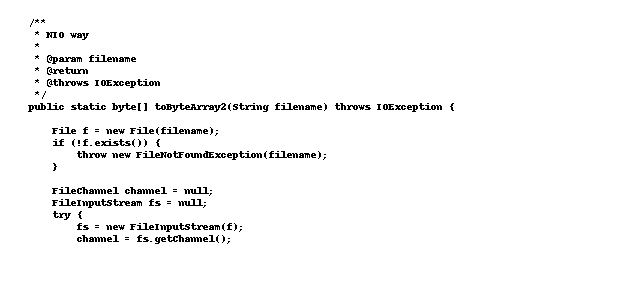 /**
 * NIO way
 *
 * @param filename
 * @return
 * @throws IOException
 */
public static byte[] toByteArray2(String filename) throws IOException {

    File f = new File(filename);
    if (!f.exists()) {
        throw new FileNotFoundException(filename);
    }

    FileChannel channel = null;
    FileInputStream fs = null;
    try {
        fs = new FileInputStream(f);
        channel = fs.getChannel();